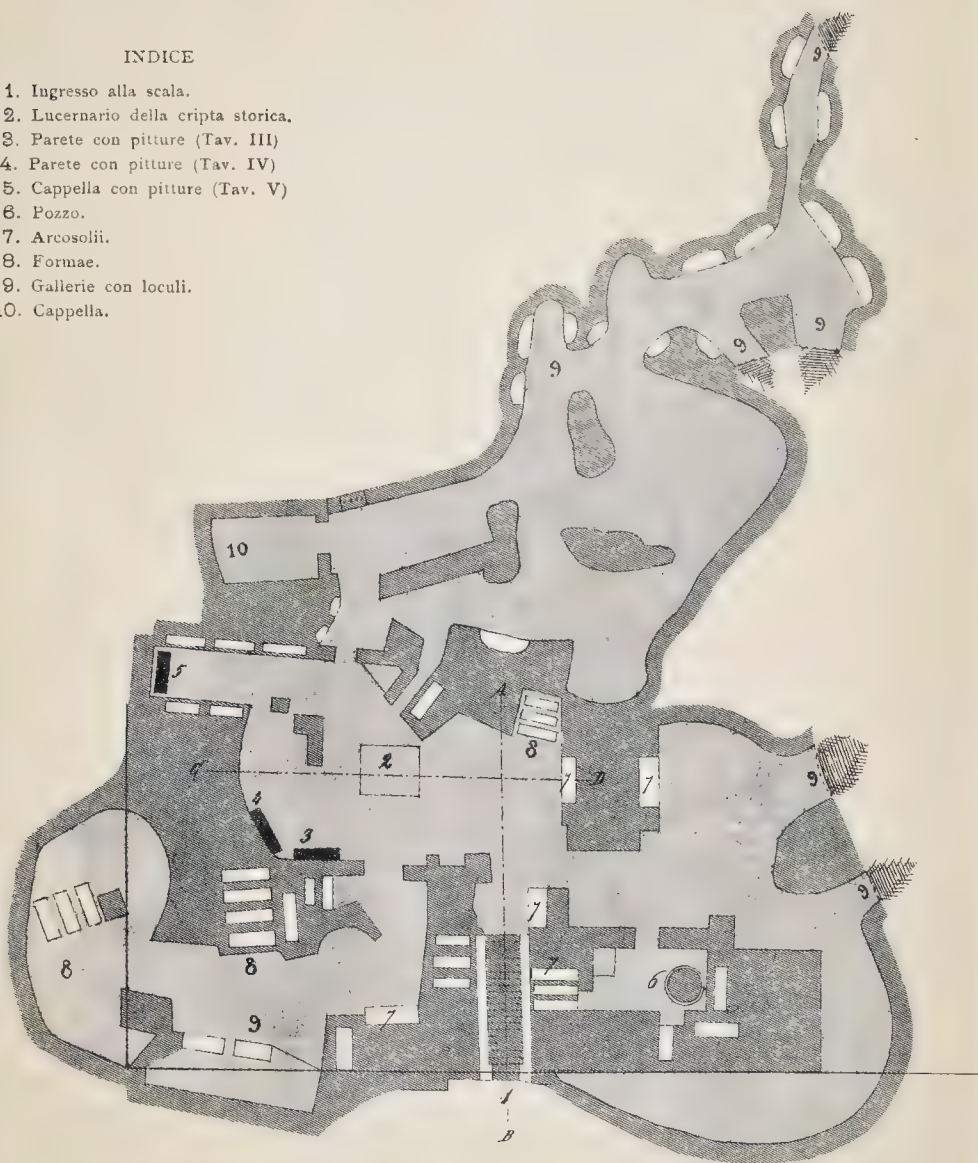 INDICE
1. Ingresso alla scala.
2. Lucernario della cripta storica.
3. Parete con pitture (Tav. III)
4. Parete con pitture (Tav. IV)
5. Cappella con pitture (Tav. V)
6. Pozzo.
7. Arcosolii.
8. Formae.
9. Gallerie con loculi.
10. Cappella.
9
9
9
9
10
5
A
8
2
7
D
7
9
4
3
9
7
8
8
7
6
9
7
1
B